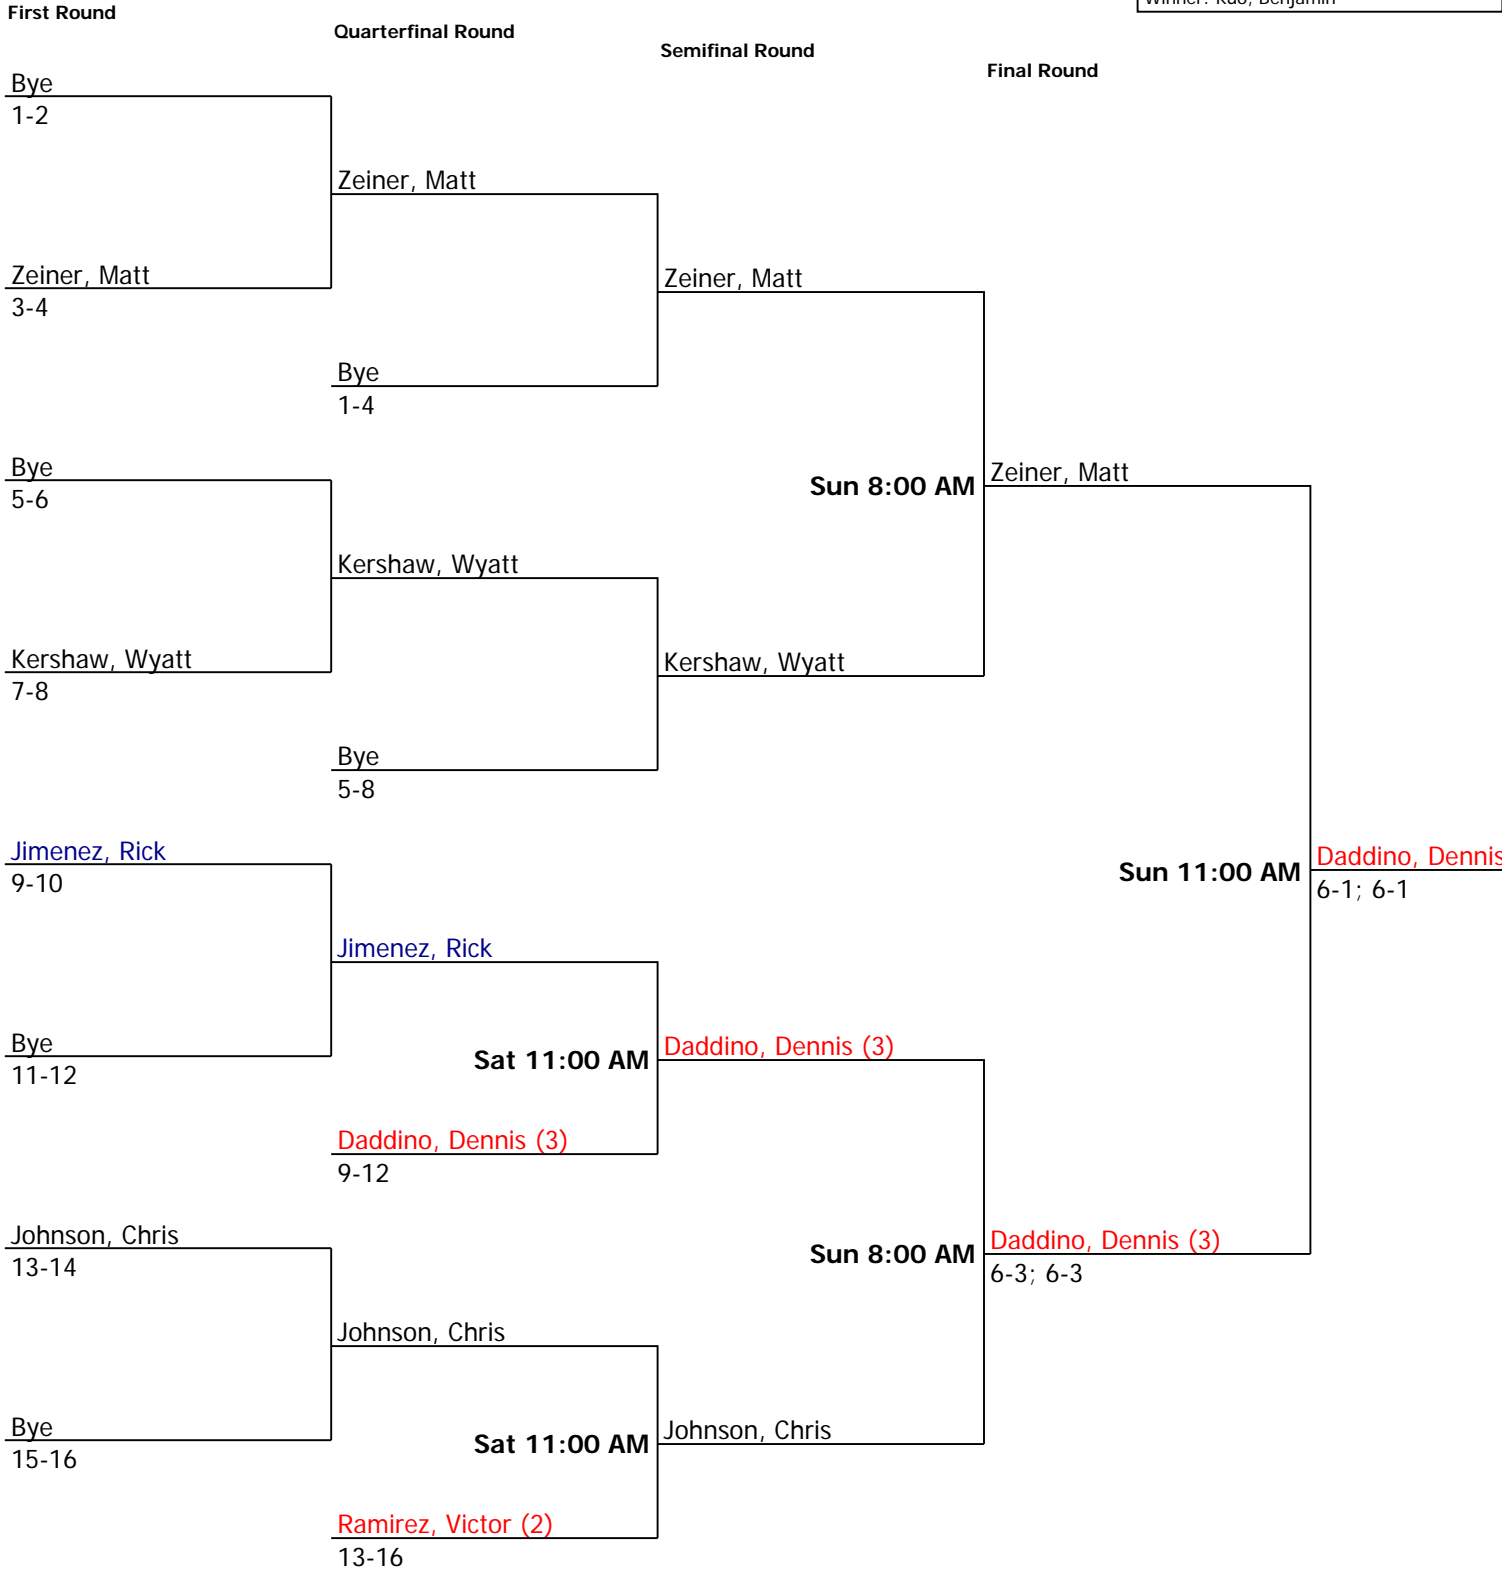 Winner: Kuo, Benjamin
First Round
Quarterfinal Round
Semifinal Round
Final Round
Bye
1-2
Zeiner, Matt
Zeiner, Matt
3-4
Zeiner, Matt
Bye
1-4
Bye
5-6
Sun 8:00 AM
Zeiner, Matt
Kershaw, Wyatt
Kershaw, Wyatt
7-8
Kershaw, Wyatt
Bye
5-8
Jimenez, Rick
9-10
Sun 11:00 AM
Daddino, Dennis
6-1; 6-1
Jimenez, Rick
Bye
11-12
Sat 11:00 AM
Daddino, Dennis (3)
Daddino, Dennis (3)
9-12
Johnson, Chris
13-14
Sun 8:00 AM
Daddino, Dennis (3)
6-3; 6-3
Johnson, Chris
Bye
15-16
Sat 11:00 AM
Johnson, Chris
Ramirez, Victor (2)
13-16